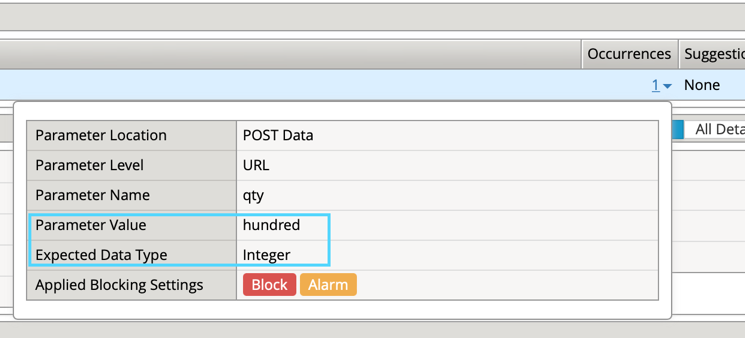 Occurrences Suggestio
1 None
All Deta
Parameter Location POST Data
Parameter Level URL
Parameter Name qty
Parameter Value hundred
Expected Data Type Integer
Applied Blocking Settings Block Alarm